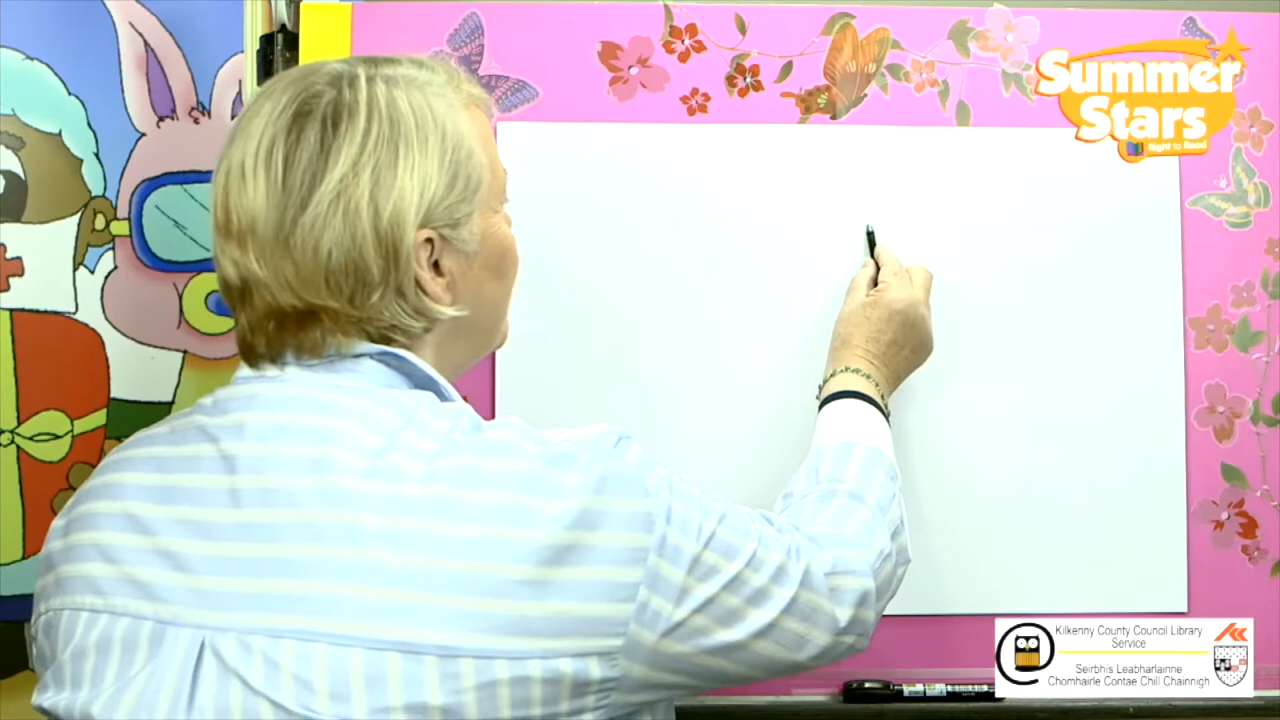 Summer
Stars
Right to Read
Kilkenny County Council Library
Service
Seirbhís Leabharlainne
Chomhairle Contae Chill Chainnigh